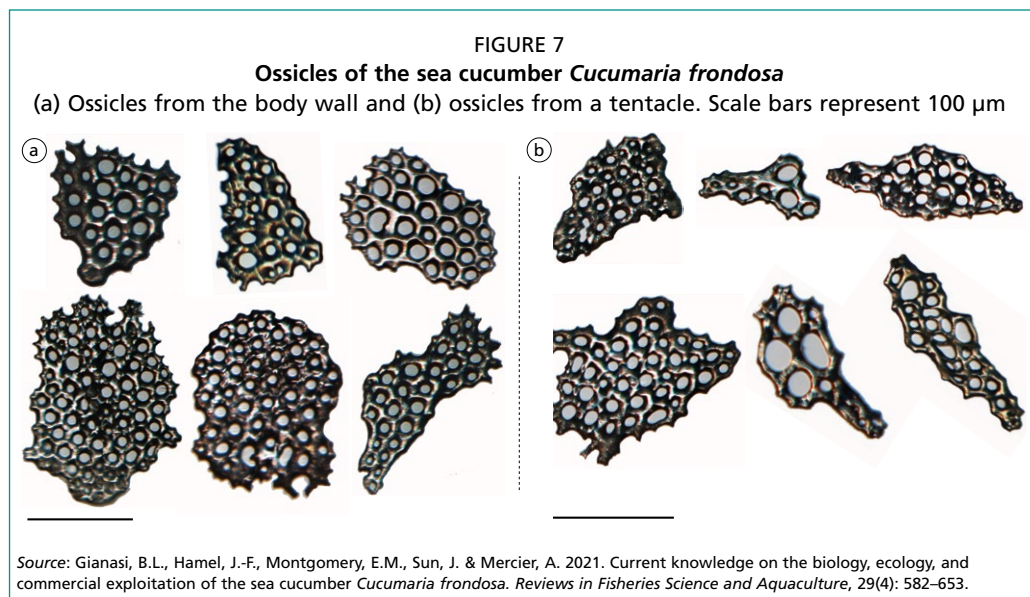 FIGURE 7
Ossicles of the sea cucumber Cucumaria frondosa
(a) Ossicles from the body wall and (b) ossicles from a tentacle. Scale bars represent 100 µm
a
b
Source: Gianasi, B.L., Hamel, J.-F., Montgomery, E.M., Sun, J. & Mercier, A. 2021. Current knowledge on the biology, ecology, and
commercial exploitation of the sea cucumber Cucumaria frondosa. Reviews in Fisheries Science and Aquaculture, 29(4): 582–653.